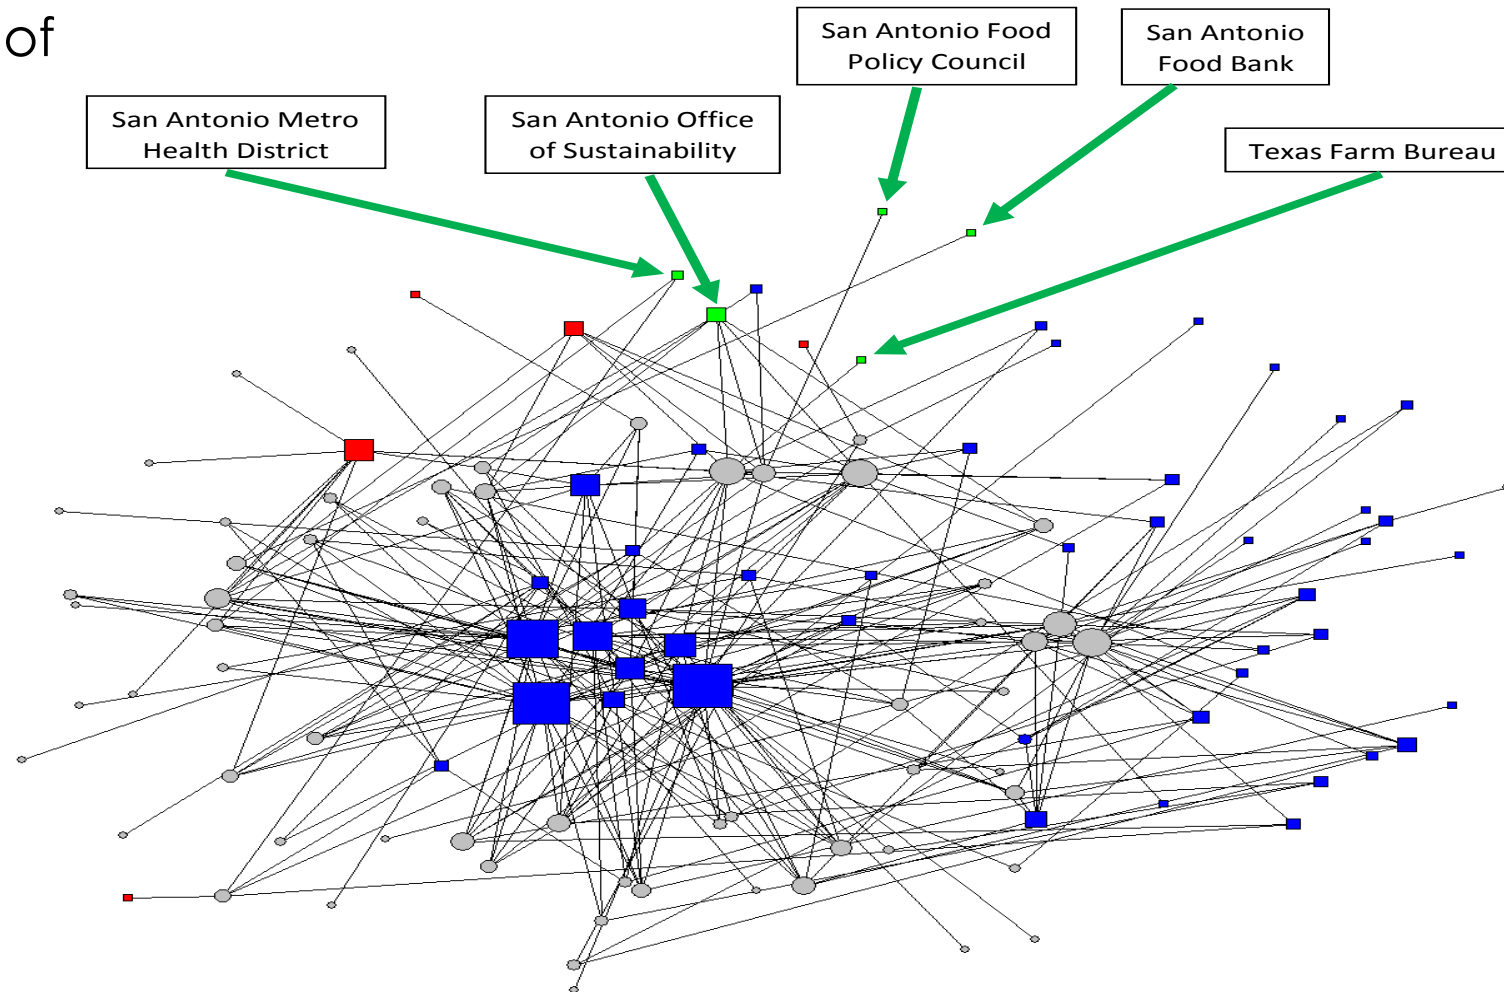 of
San Antonio Food
Policy Council
San Antonio
Food Bank
San Antonio Metro
Health District
San Antonio Office
of Sustainability
Texas Farm Bureau